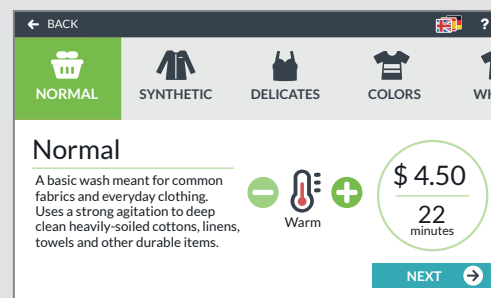 BACK
?
NORMAL
SYNTHETIC
DELICATES
COLORS
Normal
A basic wash meant for common
fabrics and everyday clothing.
Uses a strong agitation to deep
clean heavily-soiled cottons, linens,
towels and other durable items.
Warm
$ 4.50
22
minutes
NEXT